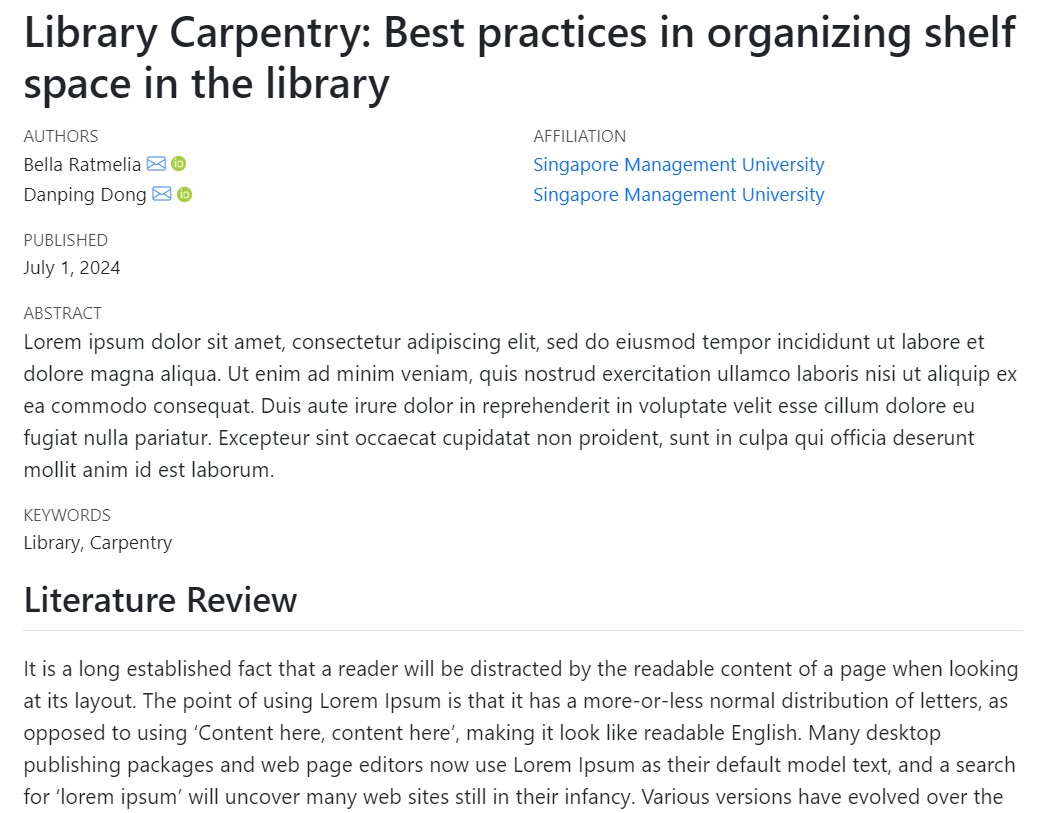 Library Carpentry: Best practices in organizing shelf
space in the library
AUTHORS
AFFILIATION
Bella Ratmelia
Singapore Management University
Danping Dong
Singapore Management University
PUBLISHED
July 1, 2024
ABSTRACT
Lorem ipsum dolor sit amet, consectetur adipiscing elit, sed do eiusmod tempor incididunt ut labore et
dolore magna aliqua. Ut enim ad minim veniam, quis nostrud exercitation ullamco laboris nisi ut aliquip ex
ea commodo consequat. Duis aute irure dolor in reprehenderit in voluptate velit esse cillum dolore eu
fugiat nulla pariatur. Excepteur sint occaecat cupidatat non proident, sunt in culpa qui officia deserunt
mollit anim id est laborum.
KEYWORDS
Library, Carpentry
Literature Review
It is a long established fact that a reader will be distracted by the readable content of a page when looking
at its layout. The point of using Lorem Ipsum is that it has a more-or-less normal distribution of letters, as
opposed to using ‘Content here, content here’, making it look like readable English. Many desktop
publishing packages and web page editors now use Lorem Ipsum as their default model text, and a search
for ‘lorem ipsum’ will uncover many web sites still in their infancy. Various versions have evolved over the